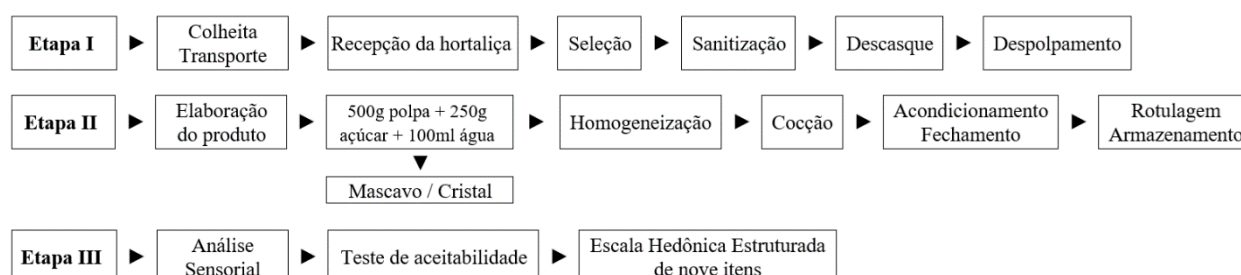 Etapa I
Colheita
Transporte
Recepção da hortaliça
Seleção
Sanitização
Descasque
Despolpamento
Etapa II
Elaboração
do produto
500g polpa + 250g
açúcar + 100ml água
Homogeneização
Cocção
Acondicionamento
Fechamento
Rotulagem
Armazenamento
Mascavo / Cristal
Etapa III
Análise
Sensorial
Teste de aceitabilidade
Escala Hedônica Estruturada
de nove itens